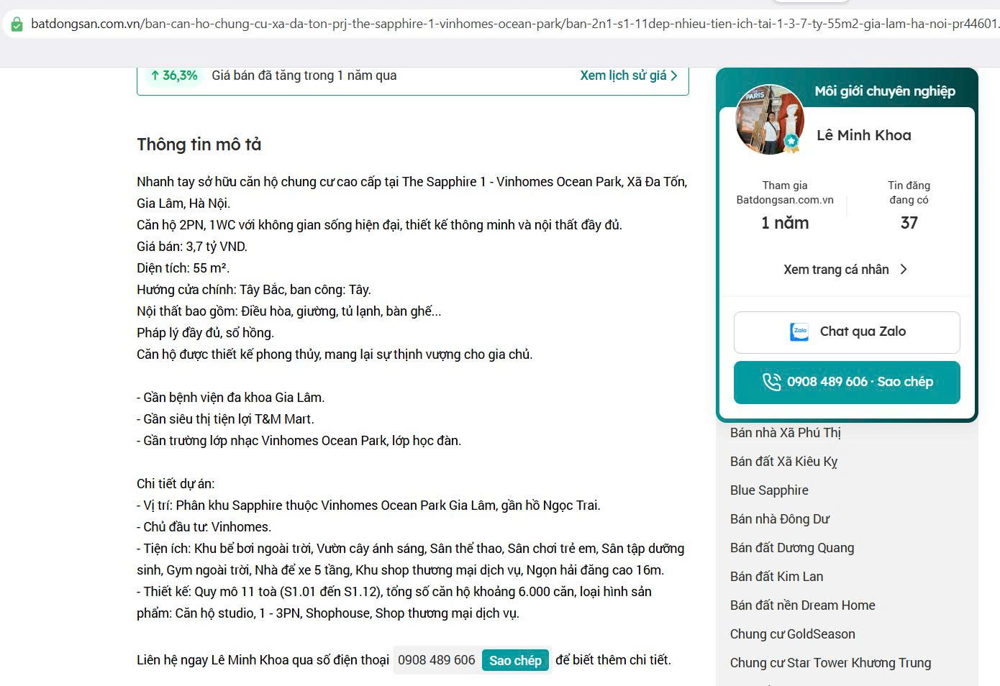 batdongsan.com.vn/ban-can-ho-chung-cu-xa-da-ton-prj-the-sapphire-1-vinhomes-ocean-park/ban-2n1-s1-11dep-nhieu-tien-ich-tai-1-3-7-ty-55m2-gia-lam-ha-noi-pr44601.
36,3% Giá bán đã tăng trong 1 năm qua
Xem lịch sử giá
Thông tin mô tả
Nhanh tay sở hữu căn hộ chung cư cao cấp tại The Sapphire 1 - Vinhomes Ocean Park, Xã Đa Tốn,
Gia Lâm, Hà Nội.
Căn hộ 2PN, 1WC với không gian sống hiện đại, thiết kế thông minh và nội thất đầy đủ.
Giá bán: 3,7 tỷ VND.
Diện tích: 55 m².
Hướng cửa chính: Tây Bắc, ban công: Tây.
Nội thất bao gồm: Điều hòa, giường, tủ lạnh, bàn ghế...
Pháp lý đầy đủ, sổ hồng.
Căn hộ được thiết kế phong thủy, mang lại sự thịnh vượng cho gia chủ.
- Gần bệnh viện đa khoa Gia Lâm.
- Gần siêu thị tiện lợi T&M Mart.
- Gần trường lớp nhạc Vinhomes Ocean Park, lớp học đàn.
Chi tiết dự án:
- Vị trí: Phân khu Sapphire thuộc Vinhomes Ocean Park Gia Lâm, gần hồ Ngọc Trai.
- Chủ đầu tư: Vinhomes.
- Tiện ích: Khu bể bơi ngoài trời, Vườn cây ánh sáng, Sân thể thao, Sân chơi trẻ em, Sân tập dưỡng
sinh, Gym ngoài trời, Nhà để xe 5 tầng, Khu shop thương mại dịch vụ, Ngọn hải đăng cao 16m.
- Thiết kế: Quy mô 11 toà (S1.01 đến S1.12), tổng số căn hộ khoảng 6.000 căn, loại hình sản
phẩm: Căn hộ studio, 1 - 3PN, Shophouse, Shop thương mại dịch vụ.
Liên hệ ngay Lê Minh Khoa qua số điện thoại 0908 489 606 Sao chép để biết thêm chi tiết.
Môi giới chuyên nghiệp
PARIS
Lê Minh Khoa
Tham gia
Batdongsan.com.vn
1 năm
Tin đăng
đang có
37
Xem trang cá nhân
Zalo Chat qua Zalo
0908 489 606 · Sao chép
Bán nhà Xã Phú Thị
Bán đất Xã Kiêu Kỵ
Blue Sapphire
Bán nhà Đông Dư
Bán đất Dương Quang
Bán đất Kim Lan
Bán đất nền Dream Home
Chung cư GoldSeason
Chung cư Star Tower Khương Trung